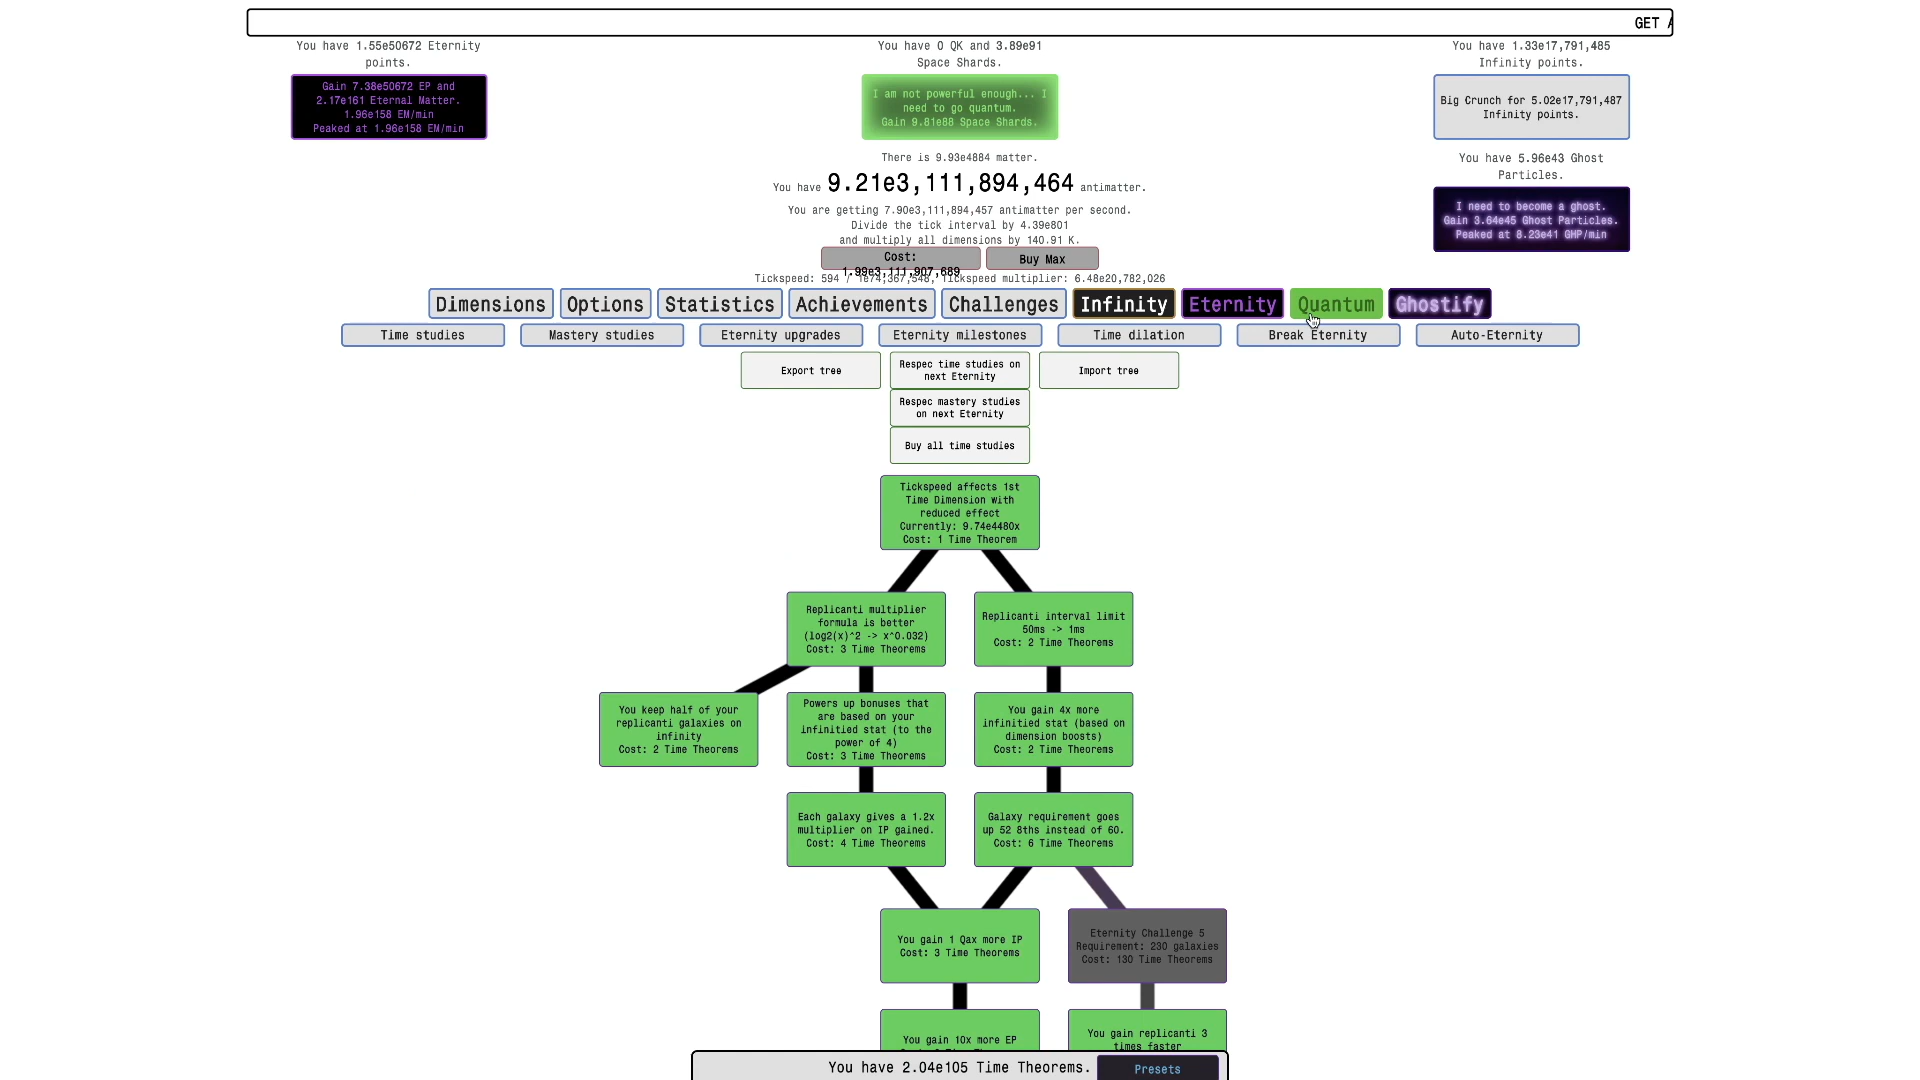 GET
You have 1.55e50672 Eternity
points.
Gain 7.38e50672 EP and
2.17e161 Eternal Matter.
1.96e158 EM/min
Peaked at 1.96e158 EM/min
You have 0 QK and 3.89e91
Space Shards.
I am not powerful enough... I
need to go quantum.
Gain 9.81e88 Space Shards.
You have 1.33e17,791,485
Infinity points.
Big Crunch for 5.02e17,791,487
Infinity points.
There is 9.93e4884 matter.
You have 9.21e3,111,894,464 antimatter.
You are getting 7.90e3,111,894,457 antimatter per second.
Divide the tick interval by 4.39e801
and multiply all dimensions by 140.91 K.
You have 5.96e43 Ghost
Particles.
I need to become a ghost.
Gain 3.64e45 Ghost Particles.
Peaked at 8.23e41 GHP/min
Cost:
1.99e3,111,907,689
Buy Max
Tickspeed: 594 / 1e74,367,548, Tickspeed multiplier: 6.48e20,782,026
Dimensions Options Statistics Achievements Challenges Infinity Eternity Quantum Ghostify
Time studies Mastery studies Eternity upgrades Eternity milestones Time dilation Break Eternity Auto-Eternity
Export tree
Respec time studies on
next Eternity
Import tree
Respec mastery studies
on next Eternity
Buy all time studies
Tickspeed affects 1st
Time Dimension with
reduced effect
Currently: 9.74e4480x
Cost: 1 Time Theorem
Replicanti multiplier
formula is better
(log2(x)^2 -> x^0.032)
Cost: 3 Time Theorems
Replicanti interval limit
50ms -> 1ms
Cost: 2 Time Theorems
You keep half of your
replicanti galaxies on
infinity
Cost: 2 Time Theorems
Powers up bonuses that
are based on your
infinitied stat (to the
power of 4)
Cost: 3 Time Theorems
You gain 4x more
infinitied stat (based on
dimension boosts)
Cost: 2 Time Theorems
Each galaxy gives a 1.2x
multiplier on IP gained.
Cost: 4 Time Theorems
Galaxy requirement goes
up 52 8ths instead of 60.
Cost: 6 Time Theorems
You gain 1 Qax more IP
Cost: 3 Time Theorems
Eternity Challenge 5
Requirement: 230 galaxies
Cost: 130 Time Theorems
You gain 10x more EP
You gain replicanti 3
times faster
You have 2.04e105 Time Theorems.
Presets